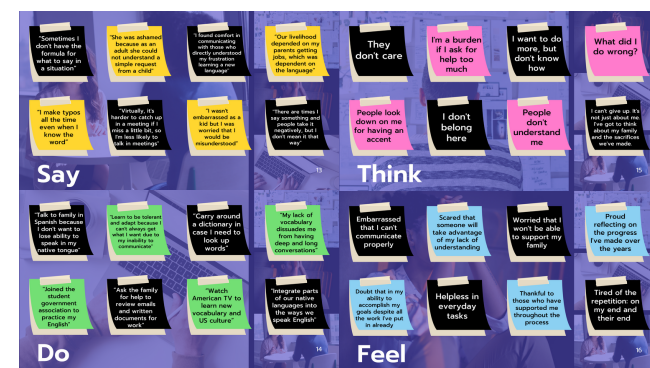 "Sometimes I
don't have the
formula for
what to say in
a situation"
"She was ashamed
because as an
adult she could
not understand a
simple request
from a child"
"I found comfort in
communicating
with those who
directly understood
my frustration
learning a new
language"
"Our livelihood
depended on my
parents getting
jobs, which was
dependent on
the language"
"I make typos
all the time
even when I
know the
word"
"Virtually, it's
harder to catch up
in a meeting if I
miss a little bit, so
I'm less likely to
talk in meetings"
"I wasn't
embarrassed as a
kid but I was
worried that I
would be
misunderstood"
"There are times I
say something and
people take it
negatively, but I
don't mean it that
way"
Say
13
They
don't care
I'm a burden
if I ask for
help too
much
I want to do
more, but
don't know
how
What did I
do wrong?
People look
down on me
for having an
accent
I don't
belong
here
People
don't
understand
me
I can't give up. It's
not just about me.
I've got to think
about my family
and the sacrifices
we've made.
Think
15
"Talk to family in
Spanish because
I don't want to
lose ability to
speak in my
native tongue"
"Learn to be tolerant
and adapt because I
can't always get
what I want due to
my inability to
communicate"
"Carry around
a dictionary in
case I need to
look up
words"
"My lack of
vocabulary
dissuades me
from having
deep and long
conversations"
"Joined the
student
government
association to
practice my
English"
"Ask the family
for help to
review emails
and written
documents for
work"
"Watch
American TV to
learn new
vocabulary and
US culture"
"Integrate parts
of our native
languages into
the ways we
speak English"
Do
14
Embarrassed
that I can't
communicate
properly
Scared that
someone will
take advantage
of my lack of
understanding
Worried that I
won't be able
to support my
family
Proud
reflecting on
the progress
I've made over
the years
Doubt that in my
ability to
accomplish my
goals despite all
the work I've put
in already
Helpless in
everyday
tasks
Thankful to
those who have
supported me
throughout the
process
Tired of the
repetition: on
my end and
their end
Feel
16